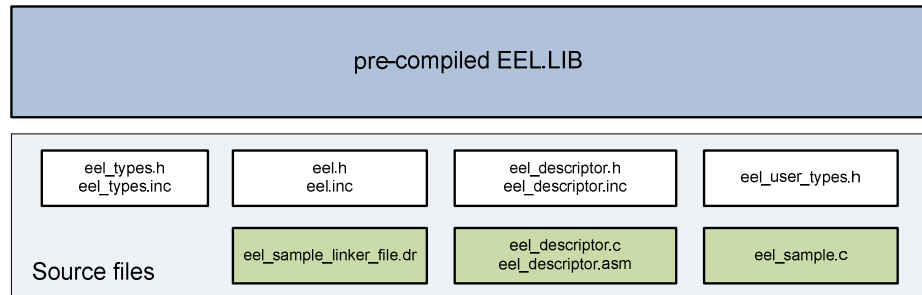 pre-compiled EEL.LIB
eel_types.h
eel_types.inc
eel.h
eel.inc
eel_descriptor.h
eel_descriptor.inc
eel_user_types.h
Source files
eel_sample_linker_file.dr
eel_descriptor.c
eel_descriptor.asm
eel_sample.c